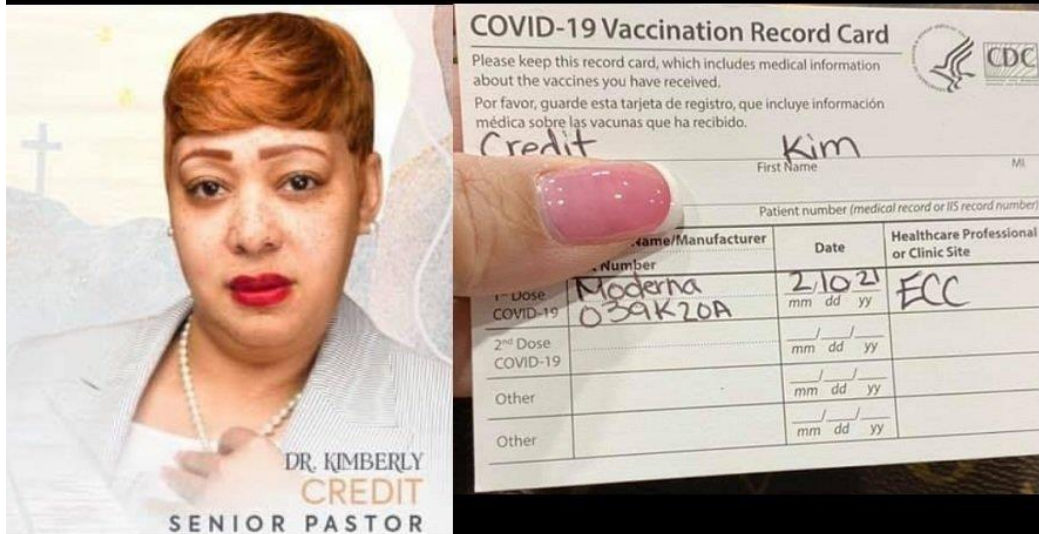 DR. KIMBERLY
CREDIT
SENIOR PASTOR
COVID-19 Vaccination Record Card
Please keep this record card, which includes medical information
about the vaccines you have received.
Por favor, guarde esta tarjeta de registro, que incluye información
médica sobre las vacunas que ha recibido.
CDC
Credit Kim
First Name MI
Patient number (medical record or IIS record number)
Name/Manufacturer Date Healthcare Professional
Number or Clinic Site
1st Dose Moderna 2/10/21 ECC
COVID-19 039K20A mm dd yy
2nd Dose
COVID-19 mm dd yy
Other mm dd yy
Other mm dd yy